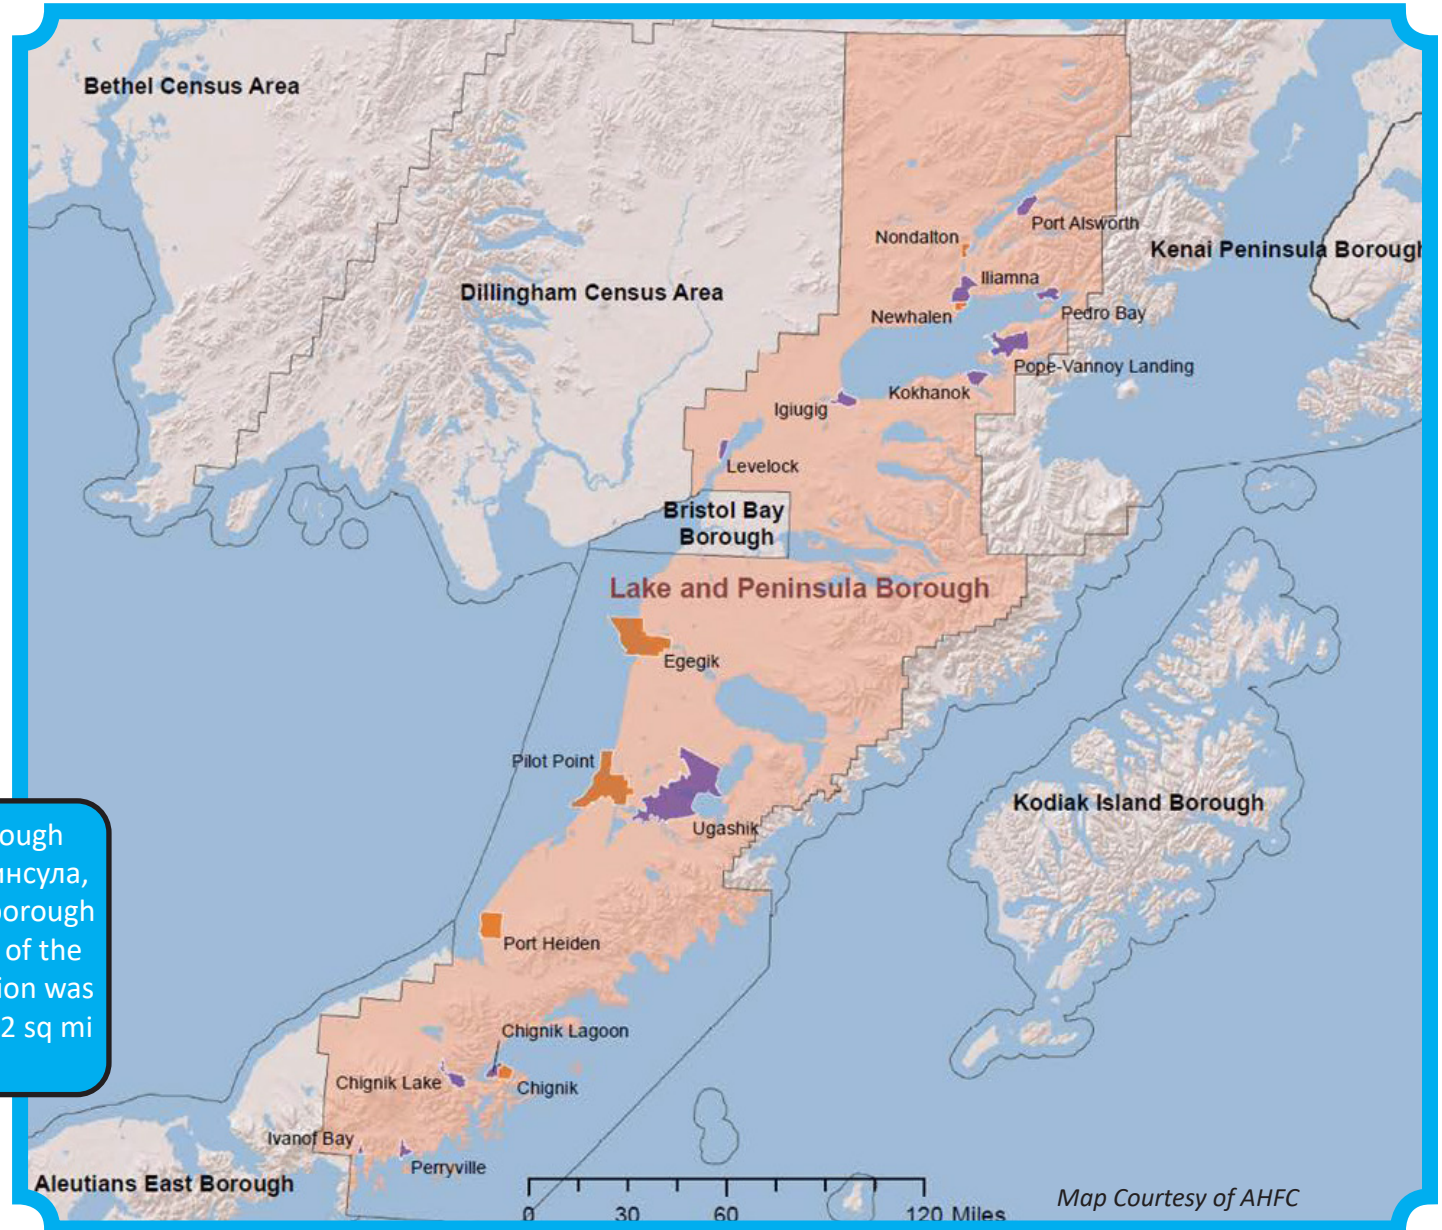 Bethel Census Area
Port Alsworth
Nondalton
Kenai Peninsula Borough
Iliamna
Dillingham Census Area
Newhalen
Pedro Bay
Pope-Vannoy Landing
Kokhanok
Igiugig
Levelock
Bristol Bay
Borough
Lake and Peninsula Borough
Egegik
Pilot Point
Kodiak Island Borough
Ugashik
ough
инсула,
borough
of the
ion was
2 sq mi
Port Heiden
Chignik Lagoon
Chignik Lake
Chignik
Ivanof Bay
Perryville
Aleutians East Borough
0 30 60 120 Miles
Map Courtesy of AHFC